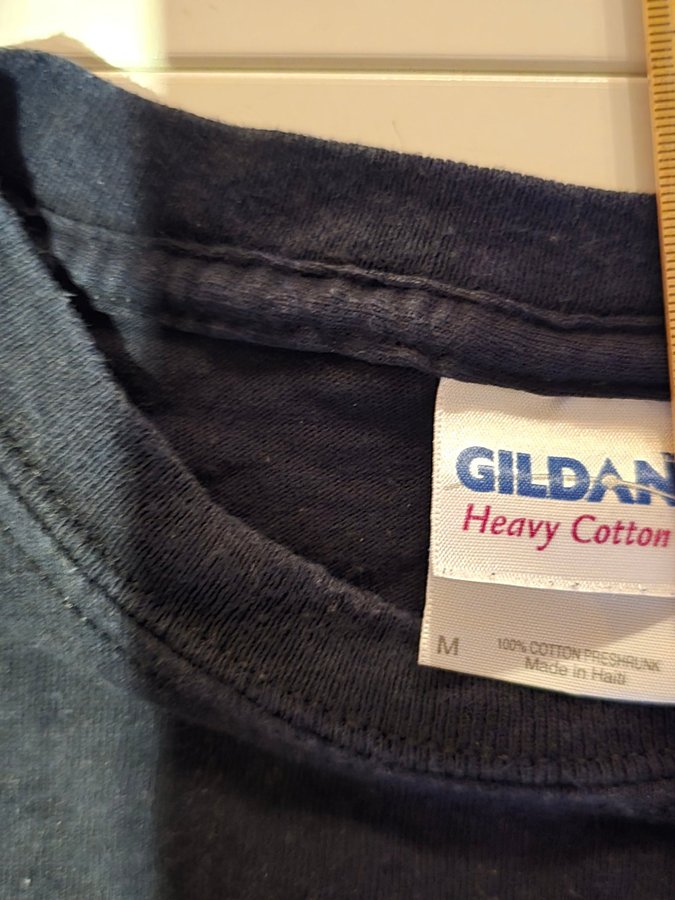 GILDAN
Heavy Cotton
M
100% COTTON PRESHRUNK
Made in Haiti